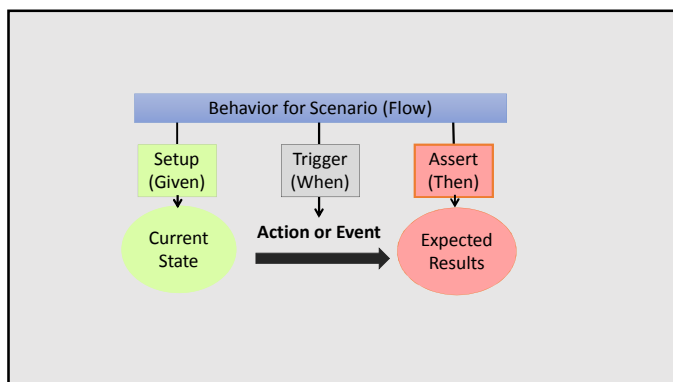 Behavior for Scenario (Flow)
Setup
(Given)
Trigger
(When)
Assert
(Then)
Current
State
Action or Event
Expected
Results